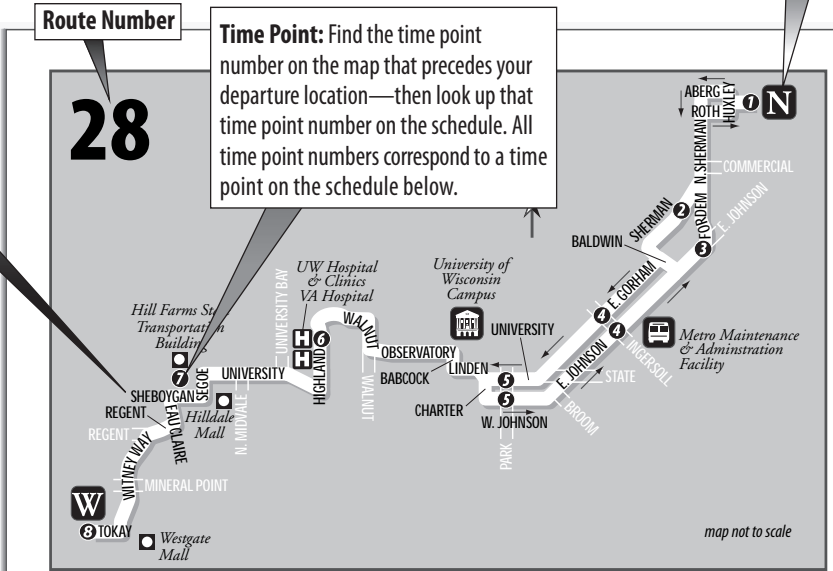 Route Number
28
Time Point: Find the time point
number on the map that precedes your
departure location—then look up that
time point number on the schedule. All
time point numbers correspond to a time
point on the schedule below.
ABERG
ROTH
HUXLEY
1
N
N. SHERMAN
COMMERCIAL
SHERMAN
2
FORDEM
E. JOHNSON
3
BALDWIN
E. GORHAM
4
4
INGERSOLL
E. JOHNSON
Metro Maintenance
& Adminstration
Facility
University of
Wisconsin
Campus
UNIVERSITY
STATE
BROOM
LINDEN
5
5
CHARTER
W. JOHNSON
PARK
OBSERVATORY
BABCOCK
WALNUT
WALNUT
UW Hospital
& Clinics
VA Hospital
H
H
6
HIGHLAND
UNIVERSITY BAY
UNIVERSITY
N. MIDVALE
Hill Farms
Transportation
Building
7
SEGOE
SHEBOYGAN
Hilldale
Mall
EAU CLAIRE
REGENT
REGENT
WITNEY WAY
MINERAL POINT
W
8
TOKAY
Westgate
Mall
map not to scale